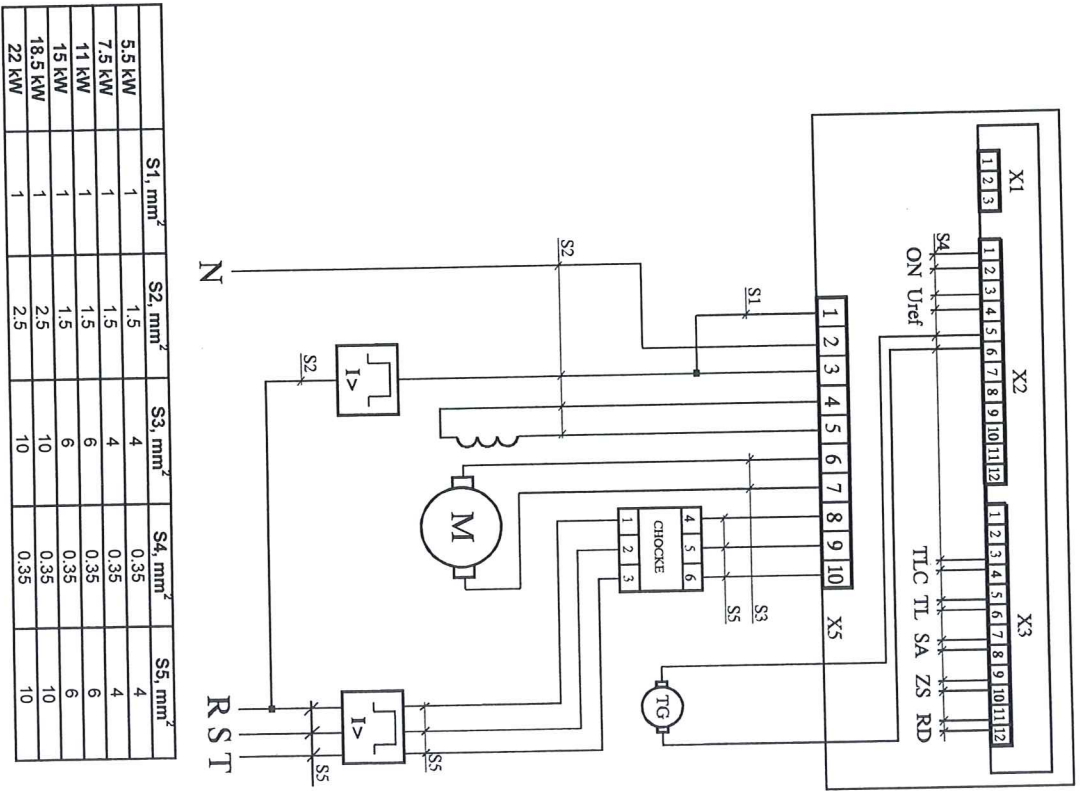 X1
1 2 3
X2
1 2 3 4 5 6 7 8 9 10 11 12
X3
1 2 3 4 5 6 7 8 9 10 11 12
S4
ON Uref
TLC TL SA ZS RD
X5
1 2 3 4 5 6 7 8 9 10
S1
S2
S3
S5
4 5 6
CHOCKE
1 2 3
TG
M
S2
I>
I>
S5
S5
N
R S T
S1, mm² S2, mm² S3, mm² S4, mm² S5, mm²
5.5 kW 1 1.5 4 0.35 4
7.5 kW 1 1.5 4 0.35 4
11 kW 1 1.5 6 0.35 6
15 kW 1 1.5 6 0.35 6
18.5 kW 1 2.5 10 0.35 10
22 kW 1 2.5 10 0.35 10